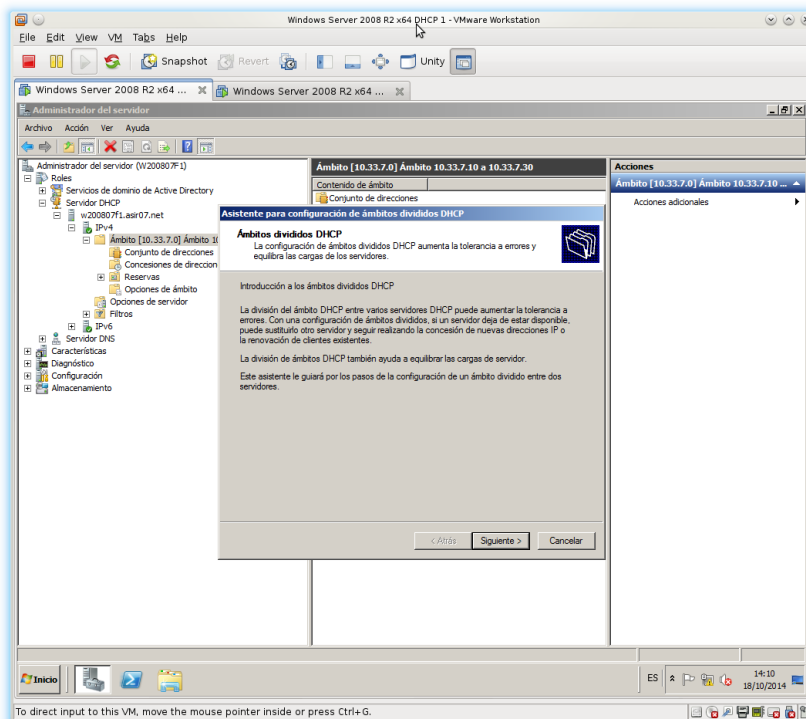 Windows Server 2008 R2 x64 DHCP 1 - VMware Workstation
File Edit View VM Tabs Help
Snapshot Revert Unity
Windows Server 2008 R2 x64 ... Windows Server 2008 R2 x64 ...
Administrador del servidor
Archivo Acción Ver Ayuda
Administrador del servidor (W200807F1)
Roles
Servicios de dominio de Active Directory
Servidor DHCP
w200807f1.asir07.net
IPv4
Ámbito [10.33.7.0] Ámbito 10
Conjunto de direcciones
Concesiones de direccion
Reservas
Opciones de ámbito
Opciones de servidor
Filtros
IPv6
Servidor DNS
Características
Diagnóstico
Configuración
Almacenamiento
Ámbito [10.33.7.0] Ámbito 10.33.7.10 a 10.33.7.30
Contenido de ámbito
Conjunto de direcciones
Acciones
Ámbito [10.33.7.0] Ámbito 10.33.7.10 ...
Acciones adicionales
Asistente para configuración de ámbitos divididos DHCP
Ámbitos divididos DHCP
La configuración de ámbitos divididos DHCP aumenta la tolerancia a errores y
equilibra las cargas de los servidores.
Introducción a los ámbitos divididos DHCP
La división del ámbito DHCP entre varios servidores DHCP puede aumentar la tolerancia a
errores. Con una configuración de ámbitos divididos, si un servidor deja de estar disponible,
puede sustituirlo otro servidor y seguir realizando la concesión de nuevas direcciones IP o
la renovación de clientes existentes.
La división de ámbitos DHCP también ayuda a equilibrar las cargas de servidor.
Este asistente le guiará por los pasos de la configuración de un ámbito dividido entre dos
servidores.
< Atrás Siguiente > Cancelar
Inicio
ES
14:10
18/10/2014
To direct input to this VM, move the mouse pointer inside or press Ctrl+G.